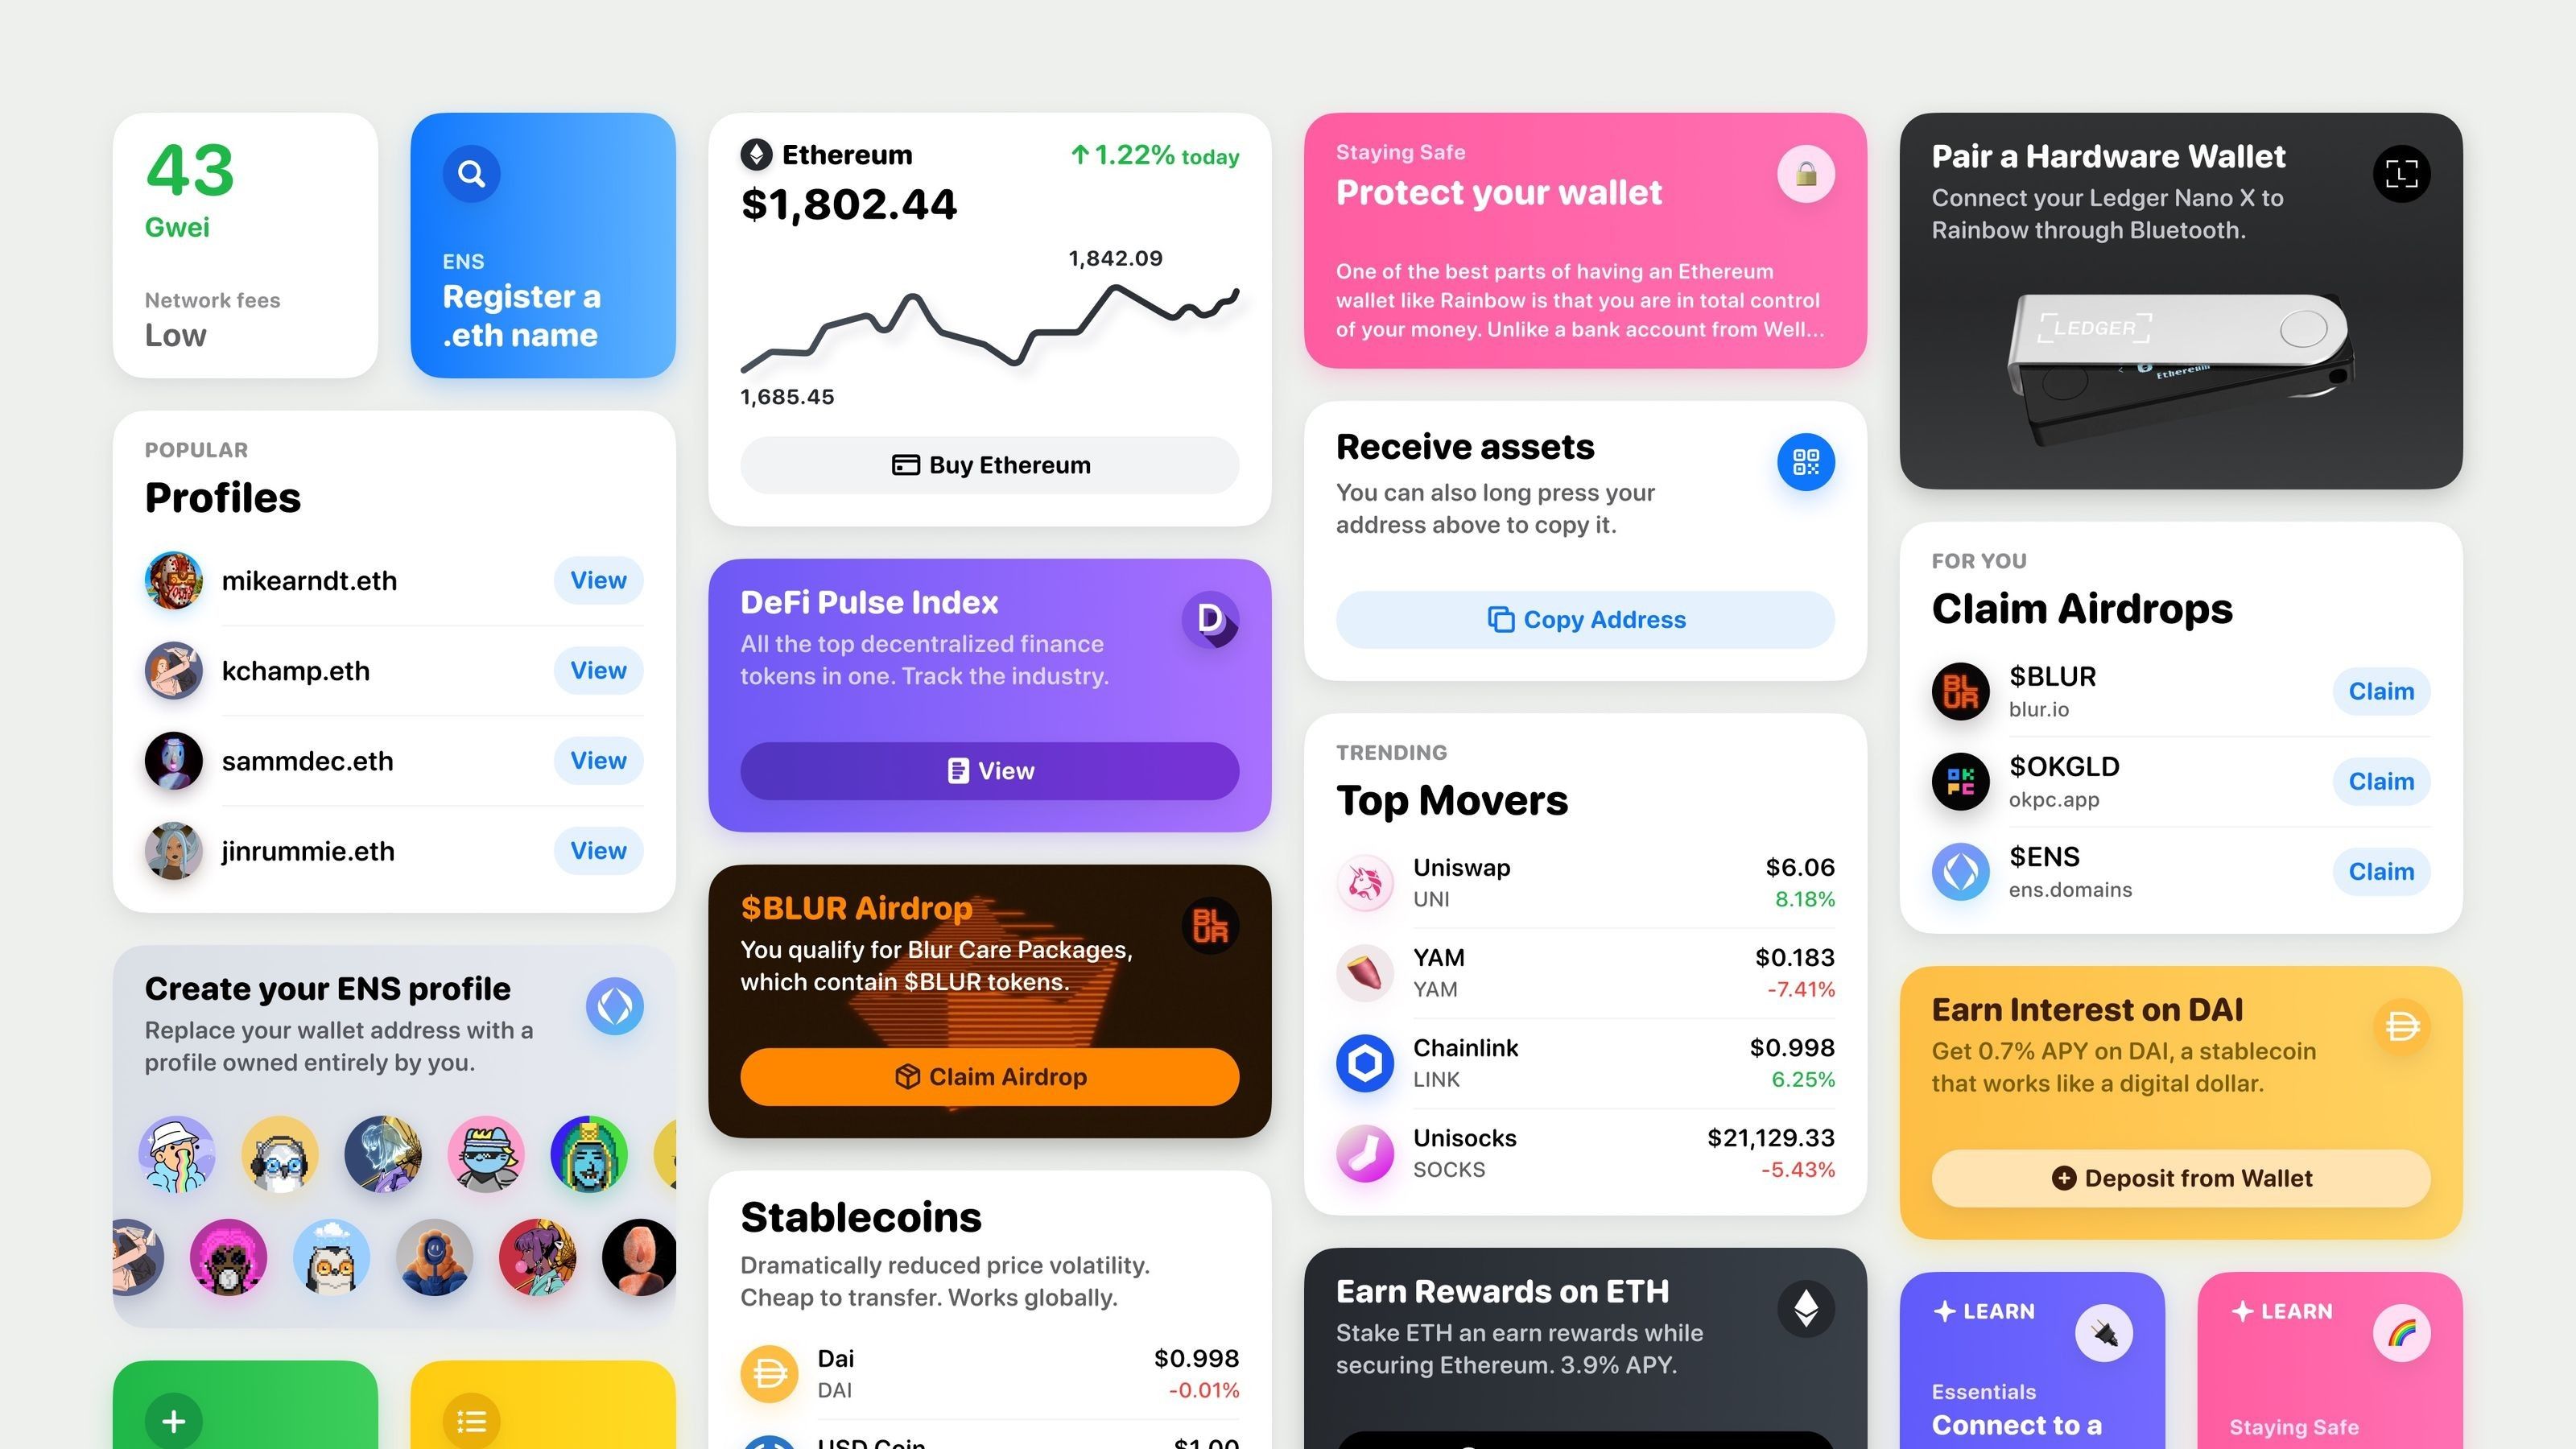 43
Gwei
Network fees
Low
ENS
Register a
.eth name
POPULAR
Profiles
mikearndt.eth
View
kchamp.eth
View
sammdec.eth
View
jinrummie.eth
View
Create your ENS profile
Replace your wallet address with a
profile owned entirely by you.
Ethereum
↑1.22% today
$1,802.44
1,842.09
1,685.45
Buy Ethereum
DeFi Pulse Index
All the top decentralized finance
tokens in one. Track the industry.
View
$BLUR Airdrop
BL
UR
You qualify for Blur Care Packages,
which contain $BLUR tokens.
Claim Airdrop
Stablecoins
Dramatically reduced price volatility.
Cheap to transfer. Works globally.
Dai
$0.998
DAI
-0.01%
USD Coin
$1.00
Staying Safe
Protect your wallet
One of the best parts of having an Ethereum
wallet like Rainbow is that you are in total control
of your money. Unlike a bank account from Well...
Receive assets
You can also long press your
address above to copy it.
Copy Address
TRENDING
Top Movers
Uniswap
$6.06
UNI
8.18%
YAM
$0.183
YAM
-7.41%
Chainlink
$0.998
LINK
6.25%
Unisocks
$21,129.33
SOCKS
-5.43%
Earn Rewards on ETH
Stake ETH an earn rewards while
securing Ethereum. 3.9% APY.
Pair a Hardware Wallet
L
Connect your Ledger Nano X to
Rainbow through Bluetooth.
LEDGER
Ethereum
FOR YOU
Claim Airdrops
BL
UR
$BLUR
blur.io
Claim
OK
PC
$OKGLD
okpc.app
Claim
$ENS
ens.domains
Claim
Earn Interest on DAI
Get 0.7% APY on DAI, a stablecoin
that works like a digital dollar.
Deposit from Wallet
LEARN
Essentials
Connect to a
LEARN
Staying Safe